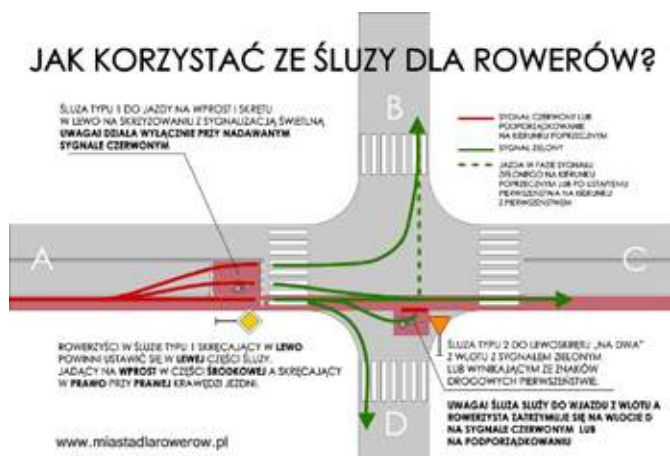 JAK KORZYSTAĆ ZE ŚLUZY DLA ROWERÓW?
ŚLUZA TYPU 1 DO JAZDY NA WPROST I SKRĘTU
W LEWO NA SKRZYŻOWANIU Z SYGNALIZACJĄ ŚWIETLNĄ
UWAGA! DZIAŁA WYŁĄCZNIE PRZY NADAWANYM
SYGNALE CZERWONYM
B
SYGNAŁ CZERWONY LUB
PODPORZĄDKOWANIE
NA KIERUNKU POPRZECZNYM
SYGNAŁ ZIELONY
JAZDA W FAZIE SYGNAŁU
ZIELONEGO NA KIERUNKU
POPRZECZNYM LUB PO USTĄPIENIU
PIERWSZEŃSTWA NA KIERUNKU
Z PIERWSZEŃSTWEM
A
C
ROWERZYŚCI W ŚLUZIE TYPU 1 SKRĘCAJĄCY W LEWO
POWINNI USTAWIĆ SIĘ W LEWEJ CZĘŚCI ŚLUZY.
JADĄCY NA WPROST W CZĘŚCI ŚRODKOWEJ A SKRĘCAJĄCY
W PRAWO PRZY PRAWEJ KRAWĘDZI JEZDNI.
ŚLUZA TYPU 2 DO LEWOSKRĘTU „NA DWA"
Z WLOTU Z SYGNAŁEM ZIELONYM
LUB WYNIKAJĄCYM ZE ZNAKÓW
DROGOWYCH PIERWSZEŃSTWIE.
UWAGA! ŚLUZA SŁUŻY DO WJAZDU Z WLOTU A
ROWERZYSTA ZATRZYMUJE SIĘ NA WLOCIE D
NA SYGNALE CZERWONYM LUB
NA PODPORZĄDKOWANIU
D
www.miastadlarowerow.pl